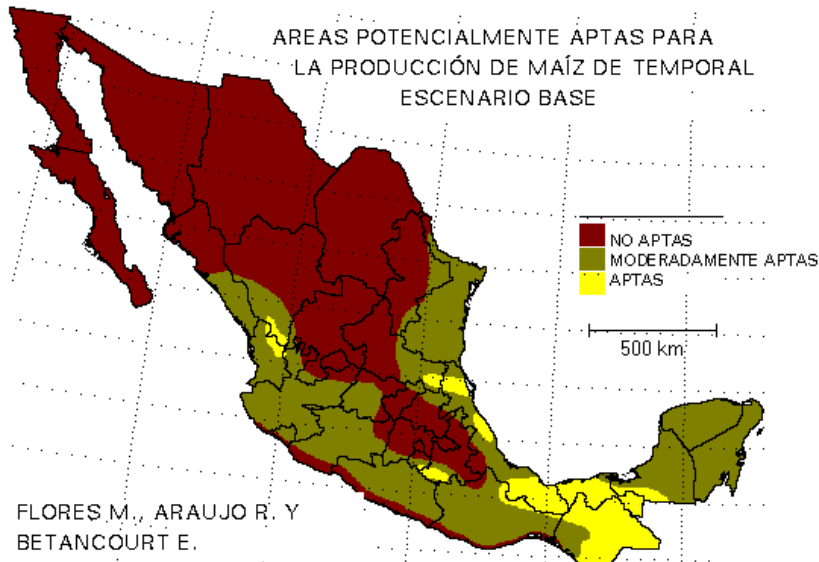 AREAS POTENCIALMENTE APTAS PARA
LA PRODUCCIÓN DE MAÍZ DE TEMPORAL
ESCENARIO BASE
NO APTAS
MODERADAMENTE APTAS
APTAS
500 km
FLORES M., ARAUJO R. Y
BETANCOURT E.